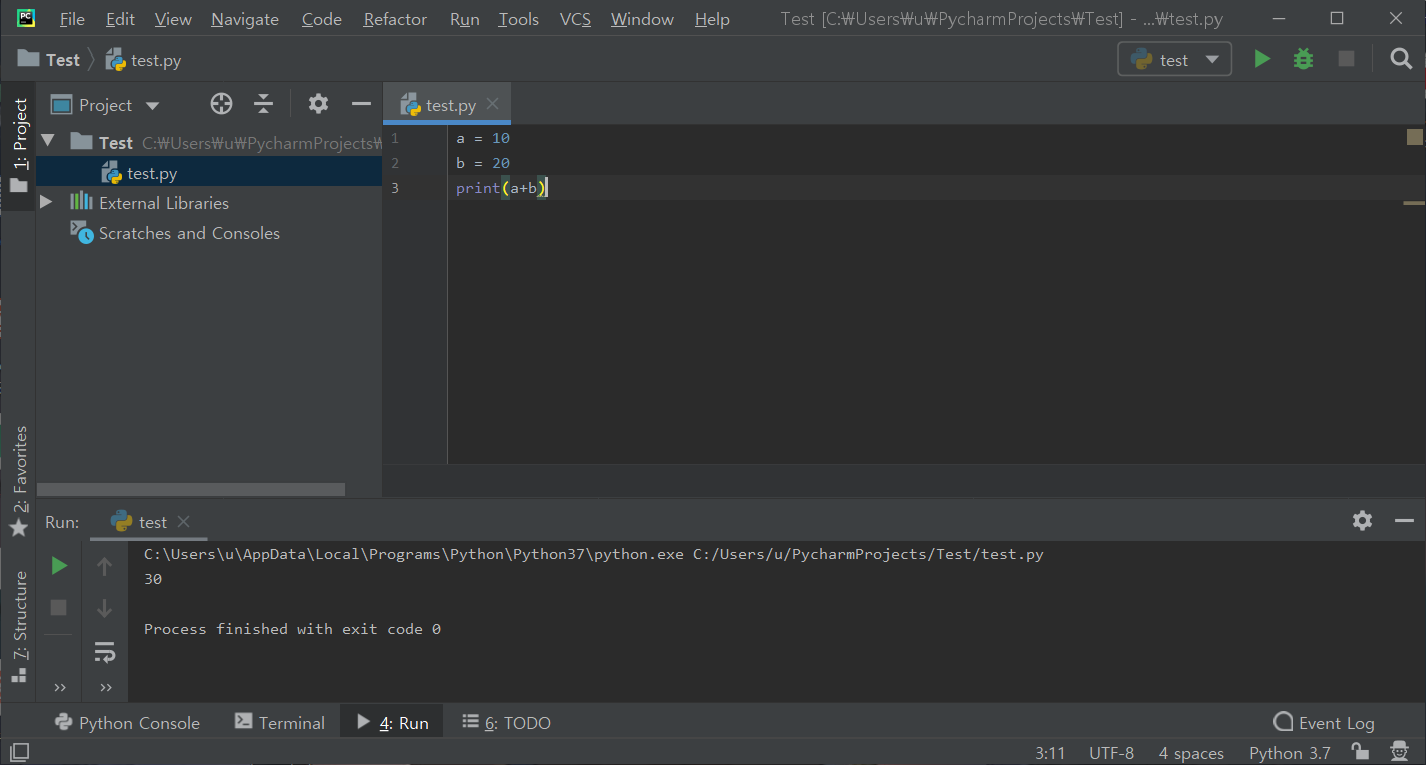 PC File Edit View Navigate Code Refactor Run Tools VCS Window Help Test [C:₩Users₩u₩PycharmProjects₩Test] - ...₩test.py
Test test.py test
1: Project
Project
test.py
Test C:₩Users₩u₩PycharmProjects₩
test.py
External Libraries
Scratches and Consoles
1 a = 10
2 b = 20
3 print(a+b)
2: Favorites
7: Structure
Run: test
C:\Users\u\AppData\Local\Programs\Python\Python37\python.exe C:/Users/u/PycharmProjects/Test/test.py
30
Process finished with exit code 0
Python Console Terminal 4: Run 6: TODO Event Log
3:11 UTF-8 4 spaces Python 3.7